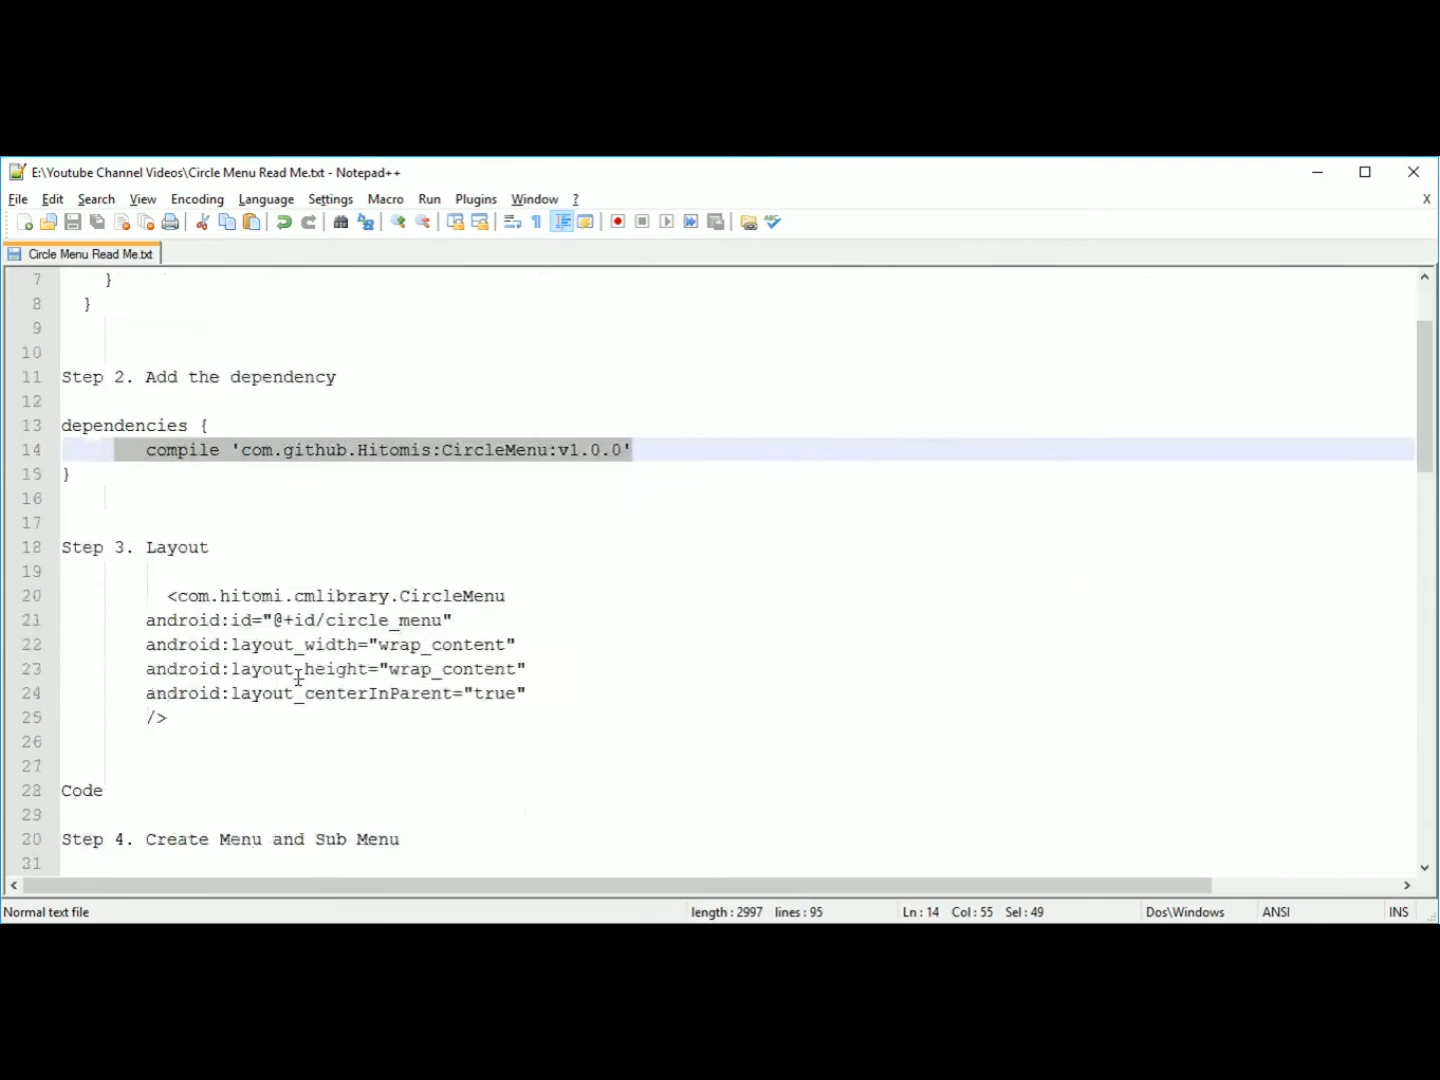 E:\Youtube Channel Videos\Circle Menu Read Me.txt - Notepad++
File Edit Search View Encoding Language Settings Macro Run Plugins Window ? X
Circle Menu Read Me.txt
7 }
8 }
9
10
11 Step 2. Add the dependency
12
13 dependencies {
14 compile 'com.github.Hitomis:CircleMenu:v1.0.0'
15 }
16
17
18 Step 3. Layout
19
20 <com.hitomi.cmlibrary.CircleMenu
21 android:id="@+id/circle_menu"
22 android:layout_width="wrap_content"
23 android:layout_height="wrap_content"
24 android:layout_centerInParent="true"
25 />
26
27
28 Code
29
20 Step 4. Create Menu and Sub Menu
31
Normal text file length : 2997 lines : 95 Ln : 14 Col : 55 Sel : 49 Dos\Windows ANSI INS